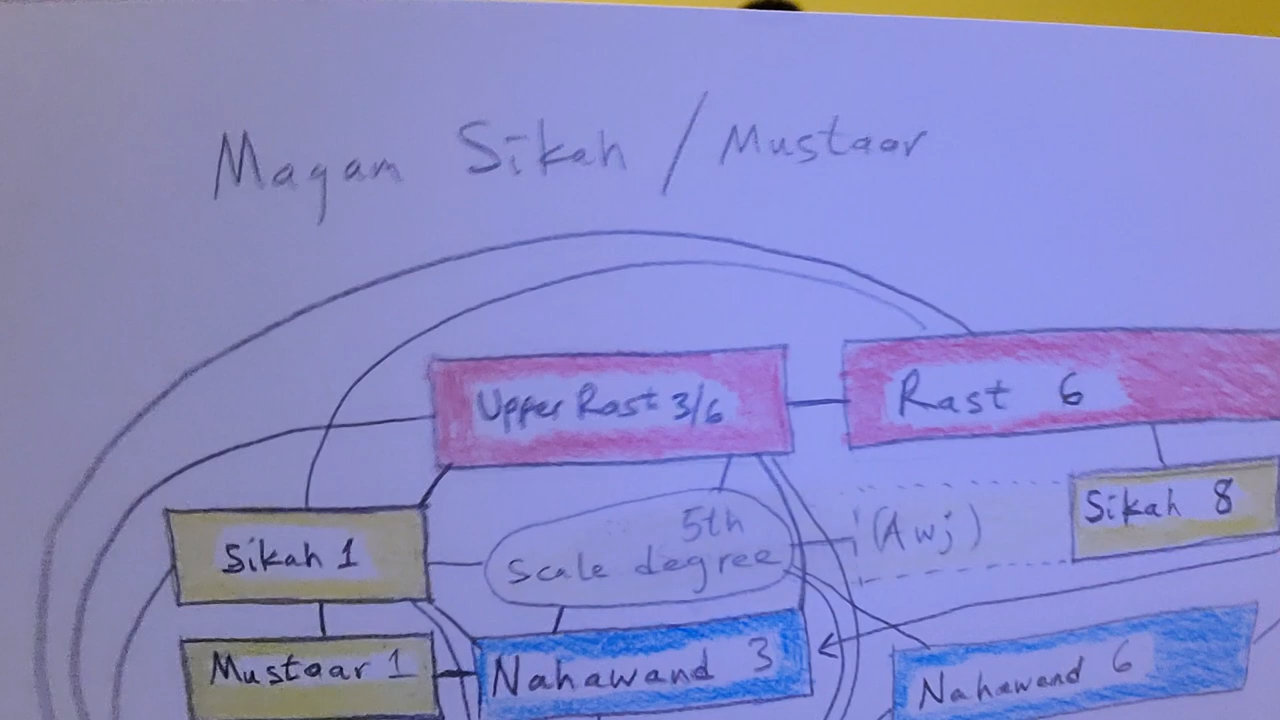 Maqam Sikah / Mustaar
Upper Rast 3/6
Rast 6
Sikah 8
5th
scale degree
(Awj)
Sikah 1
Mustaar 1
Nahawand 3
Nahawand 6